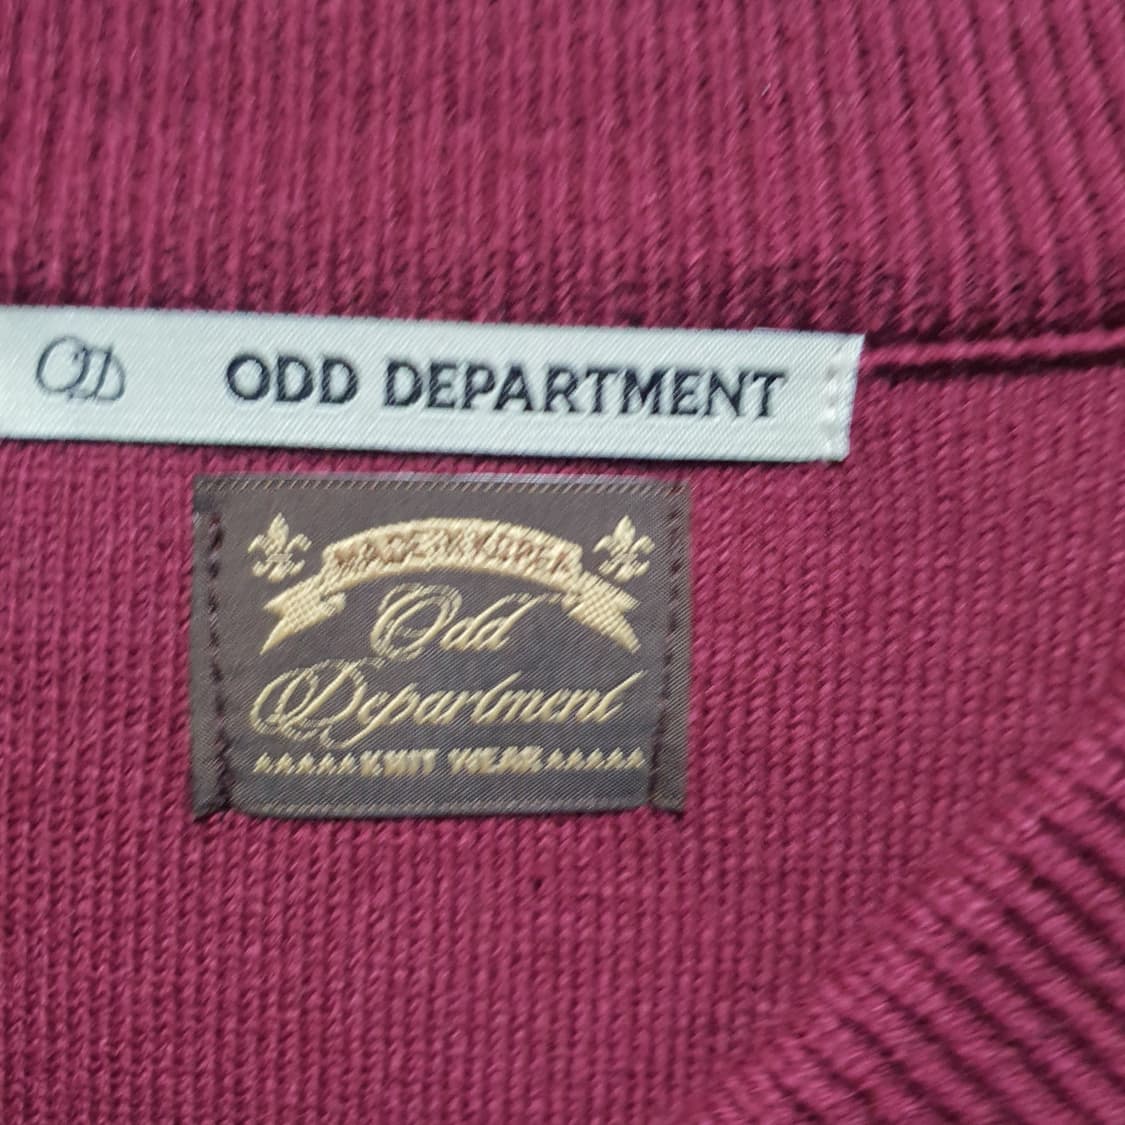 OD ODD DEPARTMENT
MADE IN KOREA
Odd
Department
KNIT WEAR